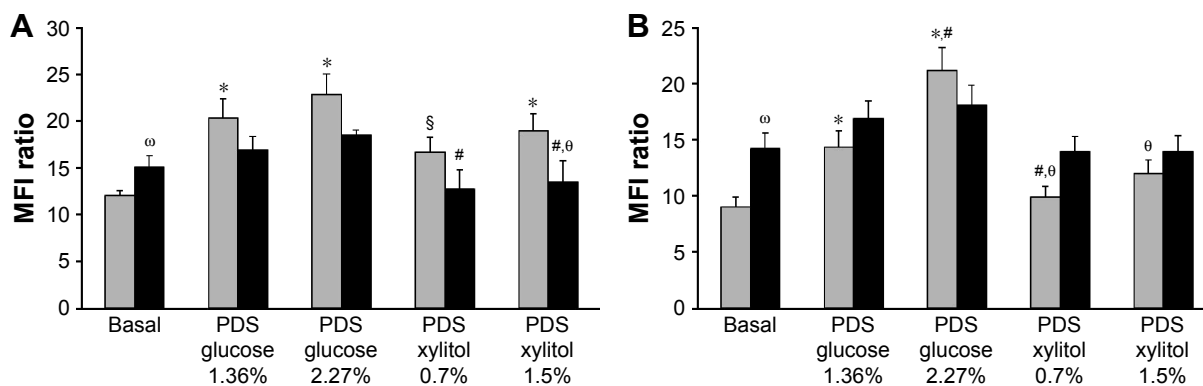 A
MFI ratio
30
25
20
15
10
5
0
ω
*
*
§
#
*
#,θ
Basal
PDS
glucose
1.36%
PDS
glucose
2.27%
PDS
xylitol
0.7%
PDS
xylitol
1.5%
B
MFI ratio
25
20
15
10
5
0
ω
*
*,#
#,θ
θ
Basal
PDS
glucose
1.36%
PDS
glucose
2.27%
PDS
xylitol
0.7%
PDS
xylitol
1.5%